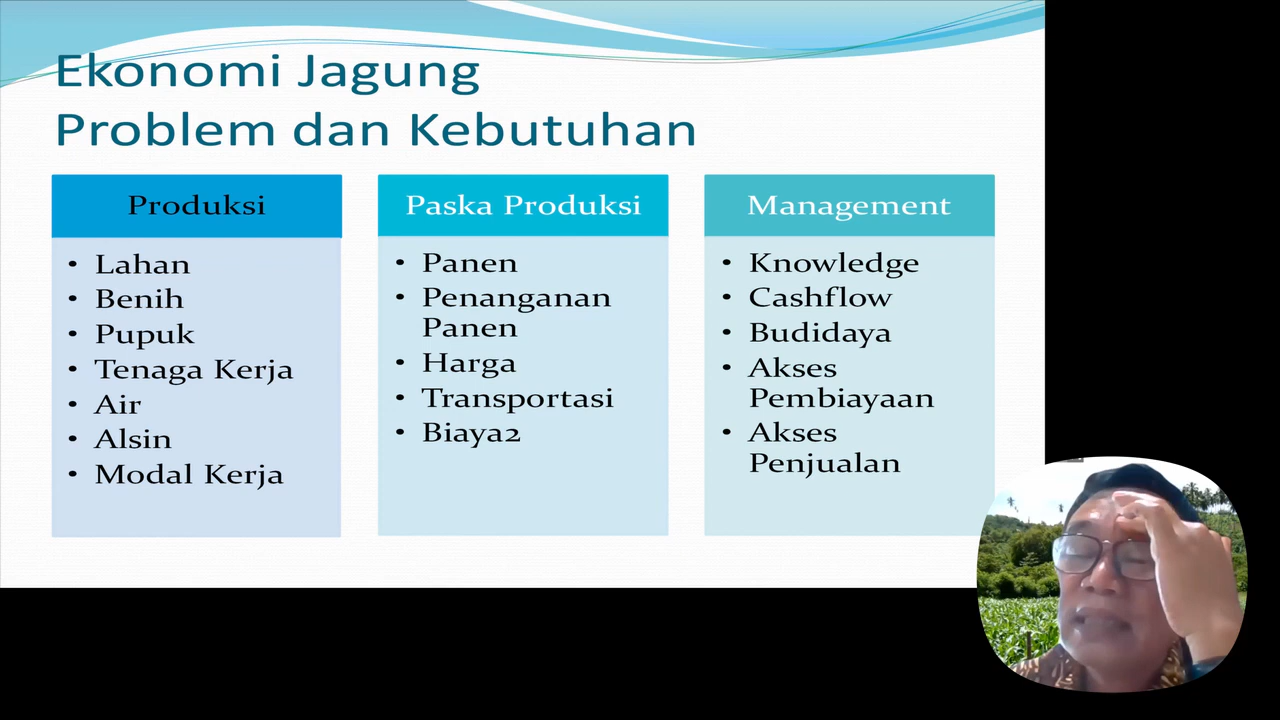 Ekonomi Jagung
Problem dan Kebutuhan
Produksi
• Lahan
• Benih
• Pupuk
• Tenaga Kerja
• Air
• Alsin
• Modal Kerja
Paska Produksi
• Panen
• Penanganan
Panen
• Harga
• Transportasi
• Biaya2
Management
• Knowledge
• Cashflow
• Budidaya
• Akses
Pembiayaan
• Akses
Penjualan